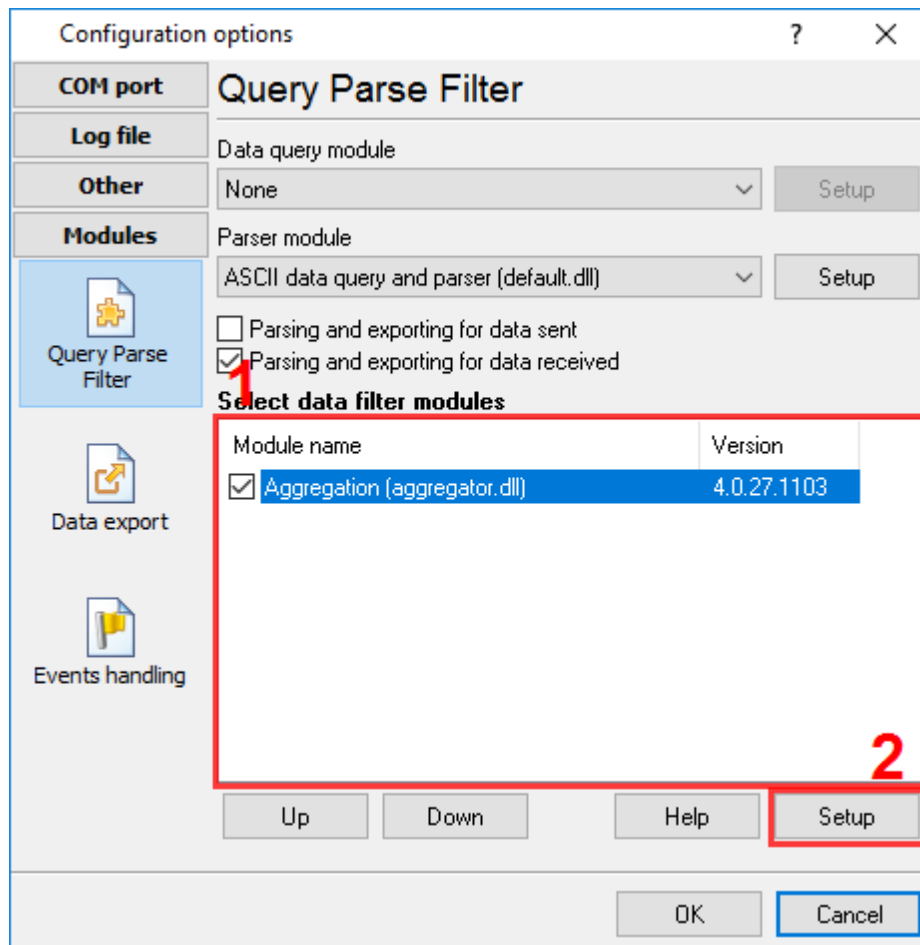 Configuration options
?
COM port
Log file
Other
Modules
Query Parse
Filter
Data export
Events handling
Query Parse Filter
Data query module
None
Setup
Parser module
ASCII data query and parser (default.dll)
Setup
Parsing and exporting for data sent
Parsing and exporting for data received
1
Select data filter modules
Module name
Version
Aggregation (aggregator.dll)
4.0.27.1103
2
Up
Down
Help
Setup
OK
Cancel